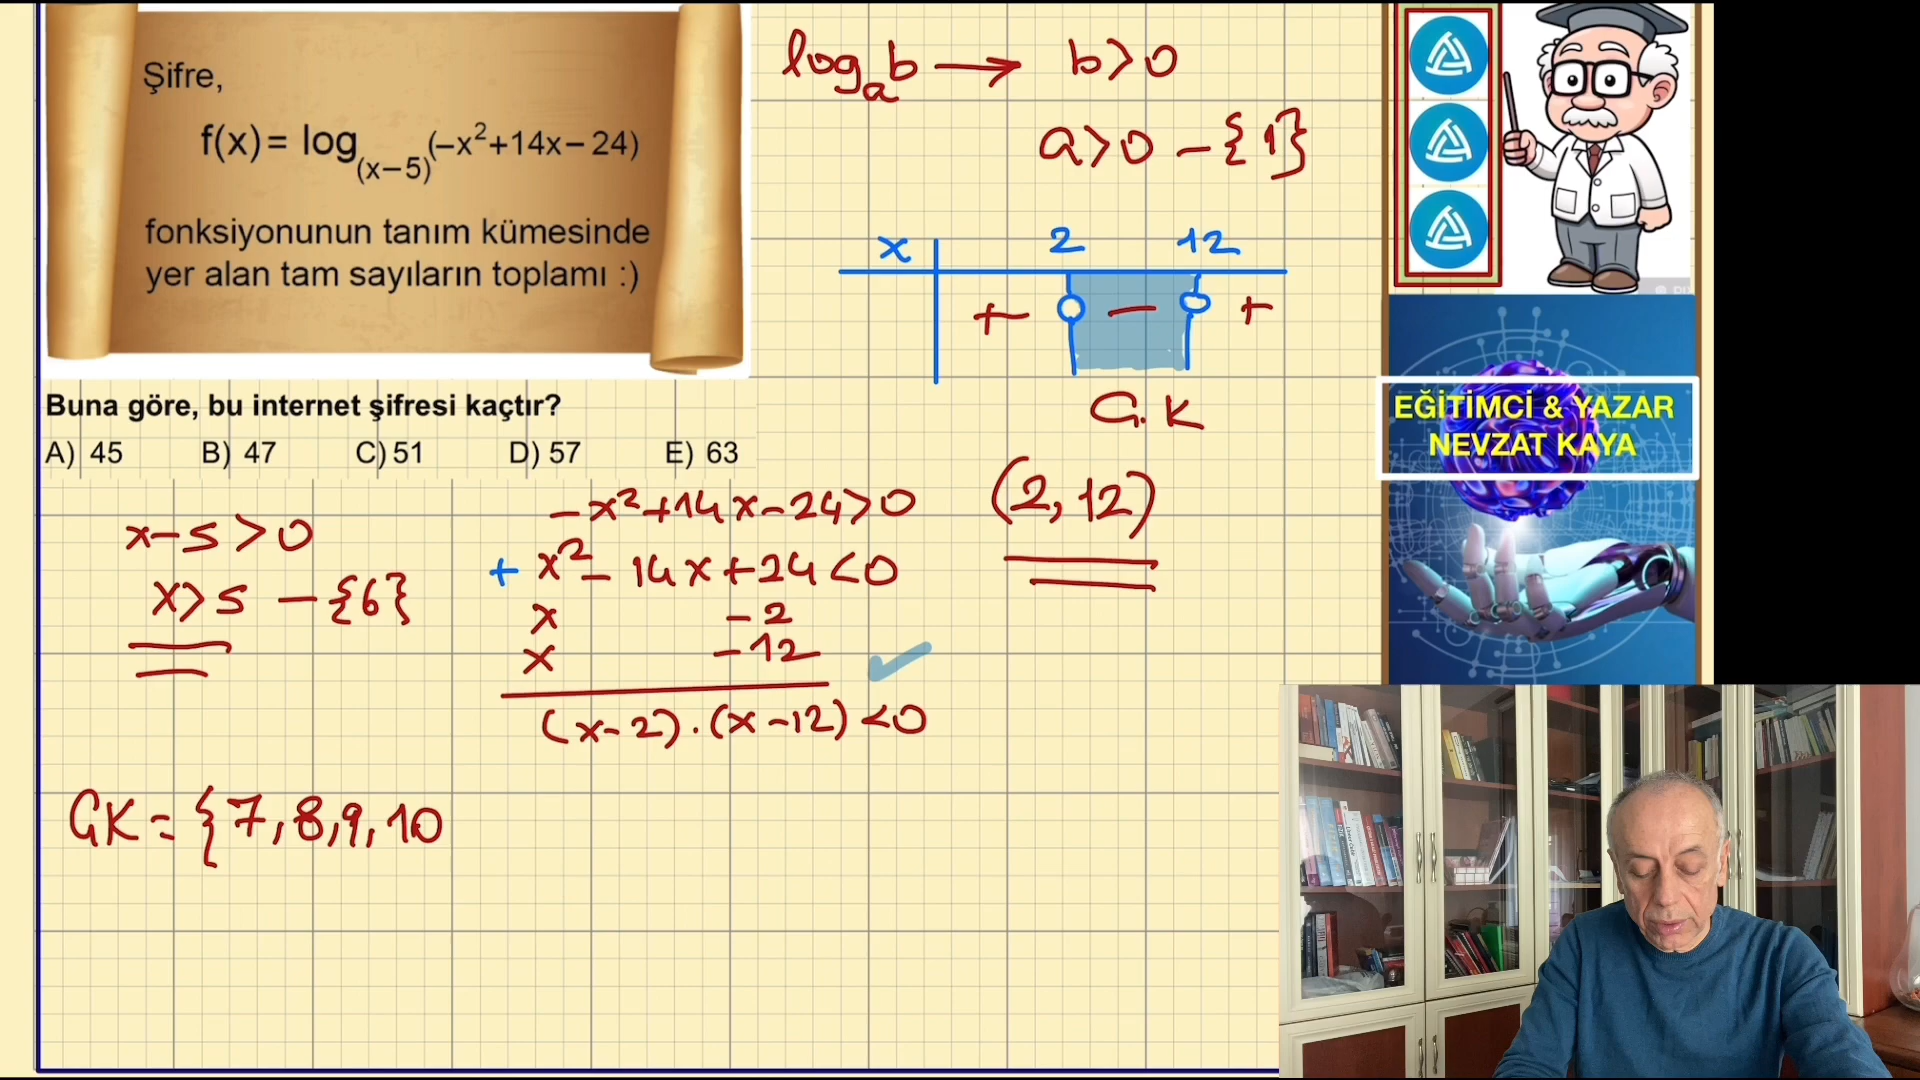 Şifre,
f(x) = log(x−5)(−x²+14x−24)
fonksiyonunun tanım kümesinde
yer alan tam sayıların toplamı :)
Buna göre, bu internet şifresi kaçtır?
A) 45 B) 47 C) 51 D) 57 E) 63
x-5>0
x>5 - {6}
-x²+14x-24>0
+ x²- 14x+24<0
x -2
x -12
(x-2).(x-12)<0
GK = {7,8,9,10
logₐb → b>0
a>0 - {1}
x 2 12
+ - +
G.K
(2,12)
EĞİTİMCİ & YAZAR
NEVZAT KAYA